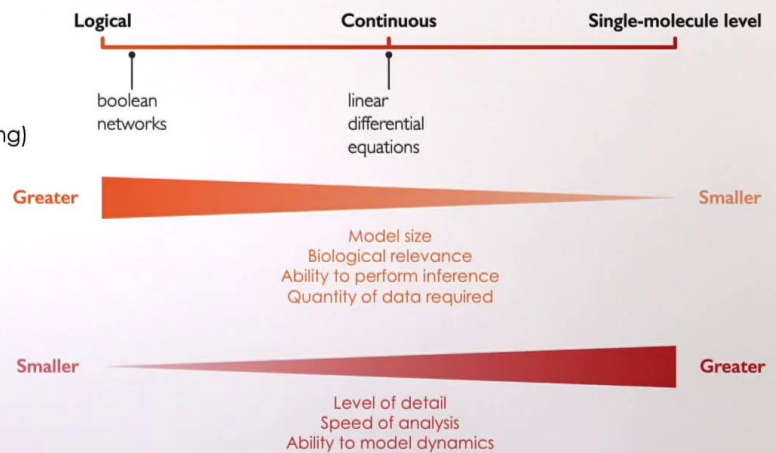 Logical Continuous Single-molecule level
boolean
networks
linear
differential
equations
ng)
Greater Smaller
Model size
Biological relevance
Ability to perform inference
Quantity of data required
Smaller Greater
Level of detail
Speed of analysis
Ability to model dynamics